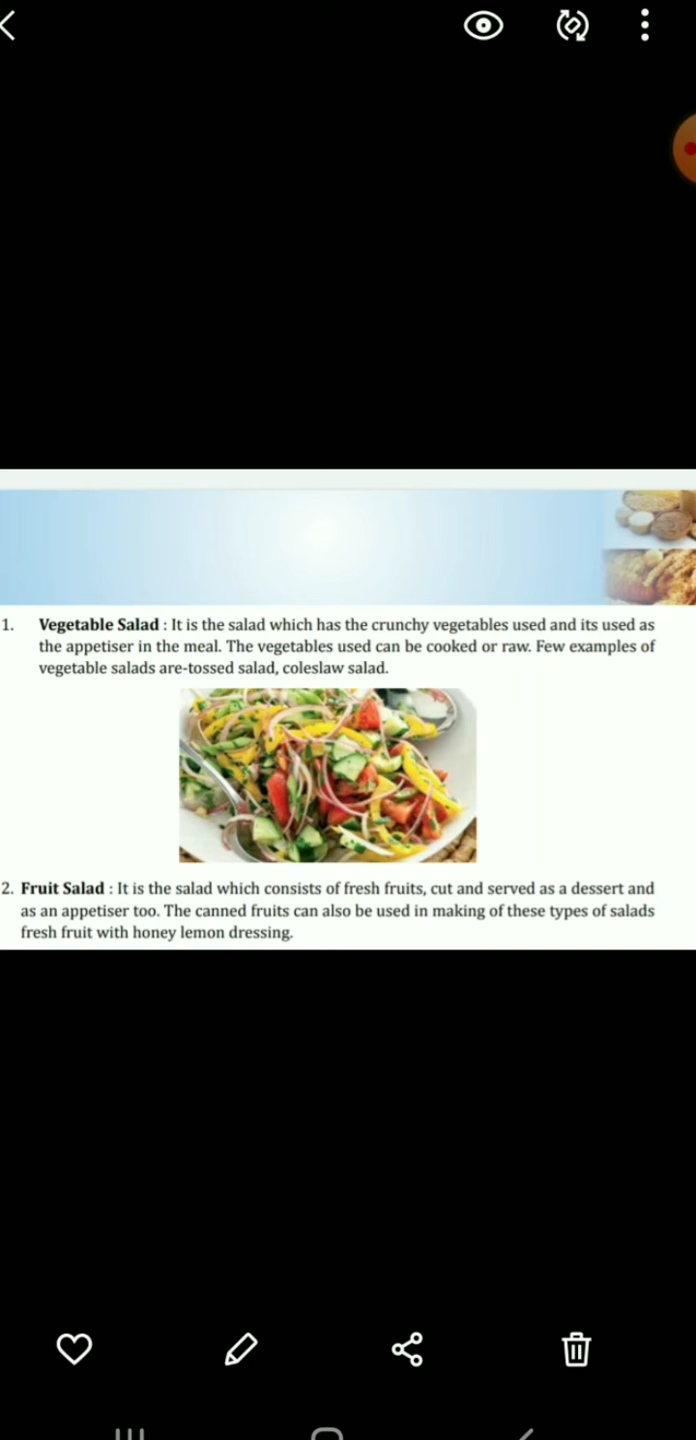 1. Vegetable Salad : It is the salad which has the crunchy vegetables used and its used as
the appetiser in the meal. The vegetables used can be cooked or raw. Few examples of
vegetable salads are-tossed salad, coleslaw salad.
2. Fruit Salad : It is the salad which consists of fresh fruits, cut and served as a dessert and
as an appetiser too. The canned fruits can also be used in making of these types of salads
fresh fruit with honey lemon dressing.